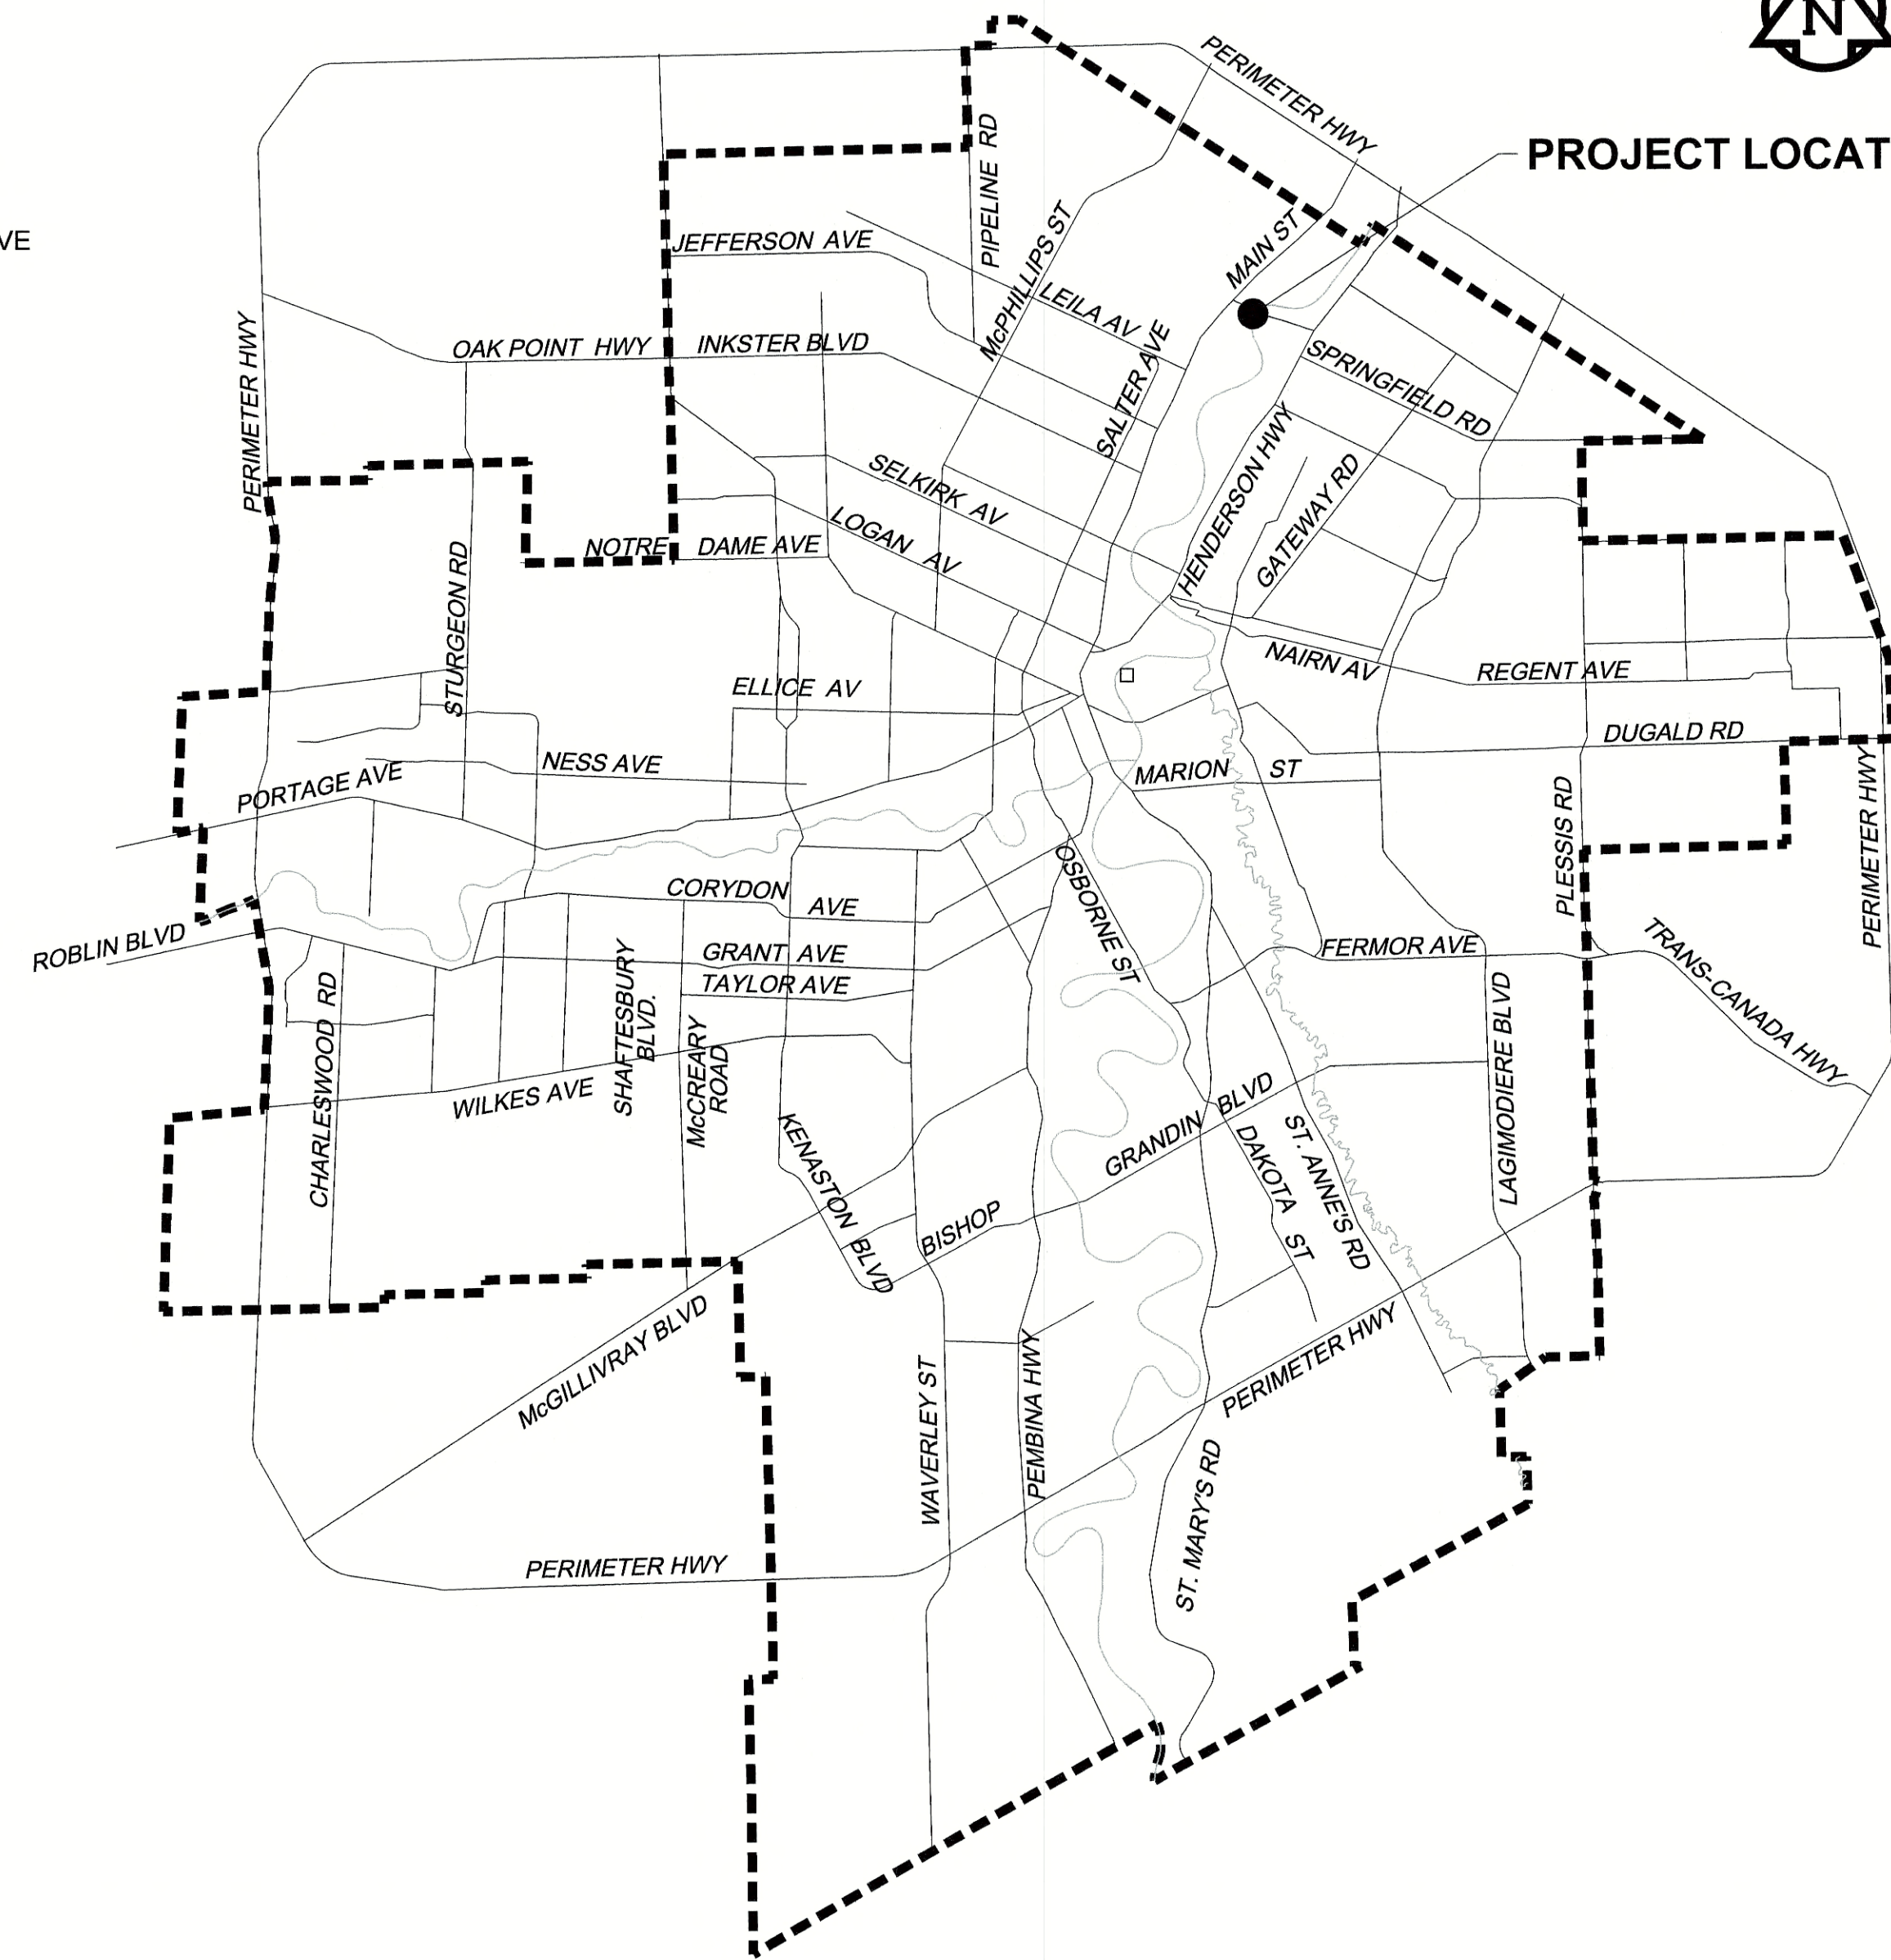 N
PERIMETER HWY
PROJECT LOCAT
VE
PIPELINE RD
JEFFERSON AVE
McPHILLIPS ST
MAIN ST
LEILA AV
SALTER AVE
PERIMETER HWY
OAK POINT HWY
INKSTER BLVD
SPRINGFIELD RD
HENDERSON HWY
GATEWAY RD
SELKIRK AV
LOGAN AV
NOTRE DAME AVE
STURGEON RD
NAIRN AV
REGENT AVE
ELLICE AV
DUGALD RD
NESS AVE
MARION ST
PORTAGE AVE
PLESSIS RD
PERIMETER HWY
OSBORNE ST
CORYDON AVE
ROBLIN BLVD
GRANT AVE
FERMOR AVE
TRANS-CANADA HWY
TAYLOR AVE
CHARLESWOOD RD
SHAFTESBURY
BLVD.
McCREARY
ROAD
LAGIMODIERE BLVD
WILKES AVE
KENASTON BLVD
BISHOP GRANDIN BLVD
DAKOTA ST
ST. ANNE'S RD
McGILLIVRAY BLVD
PERIMETER HWY
WAVERLEY ST
PEMBINA HWY
ST. MARY'S RD
PERIMETER HWY